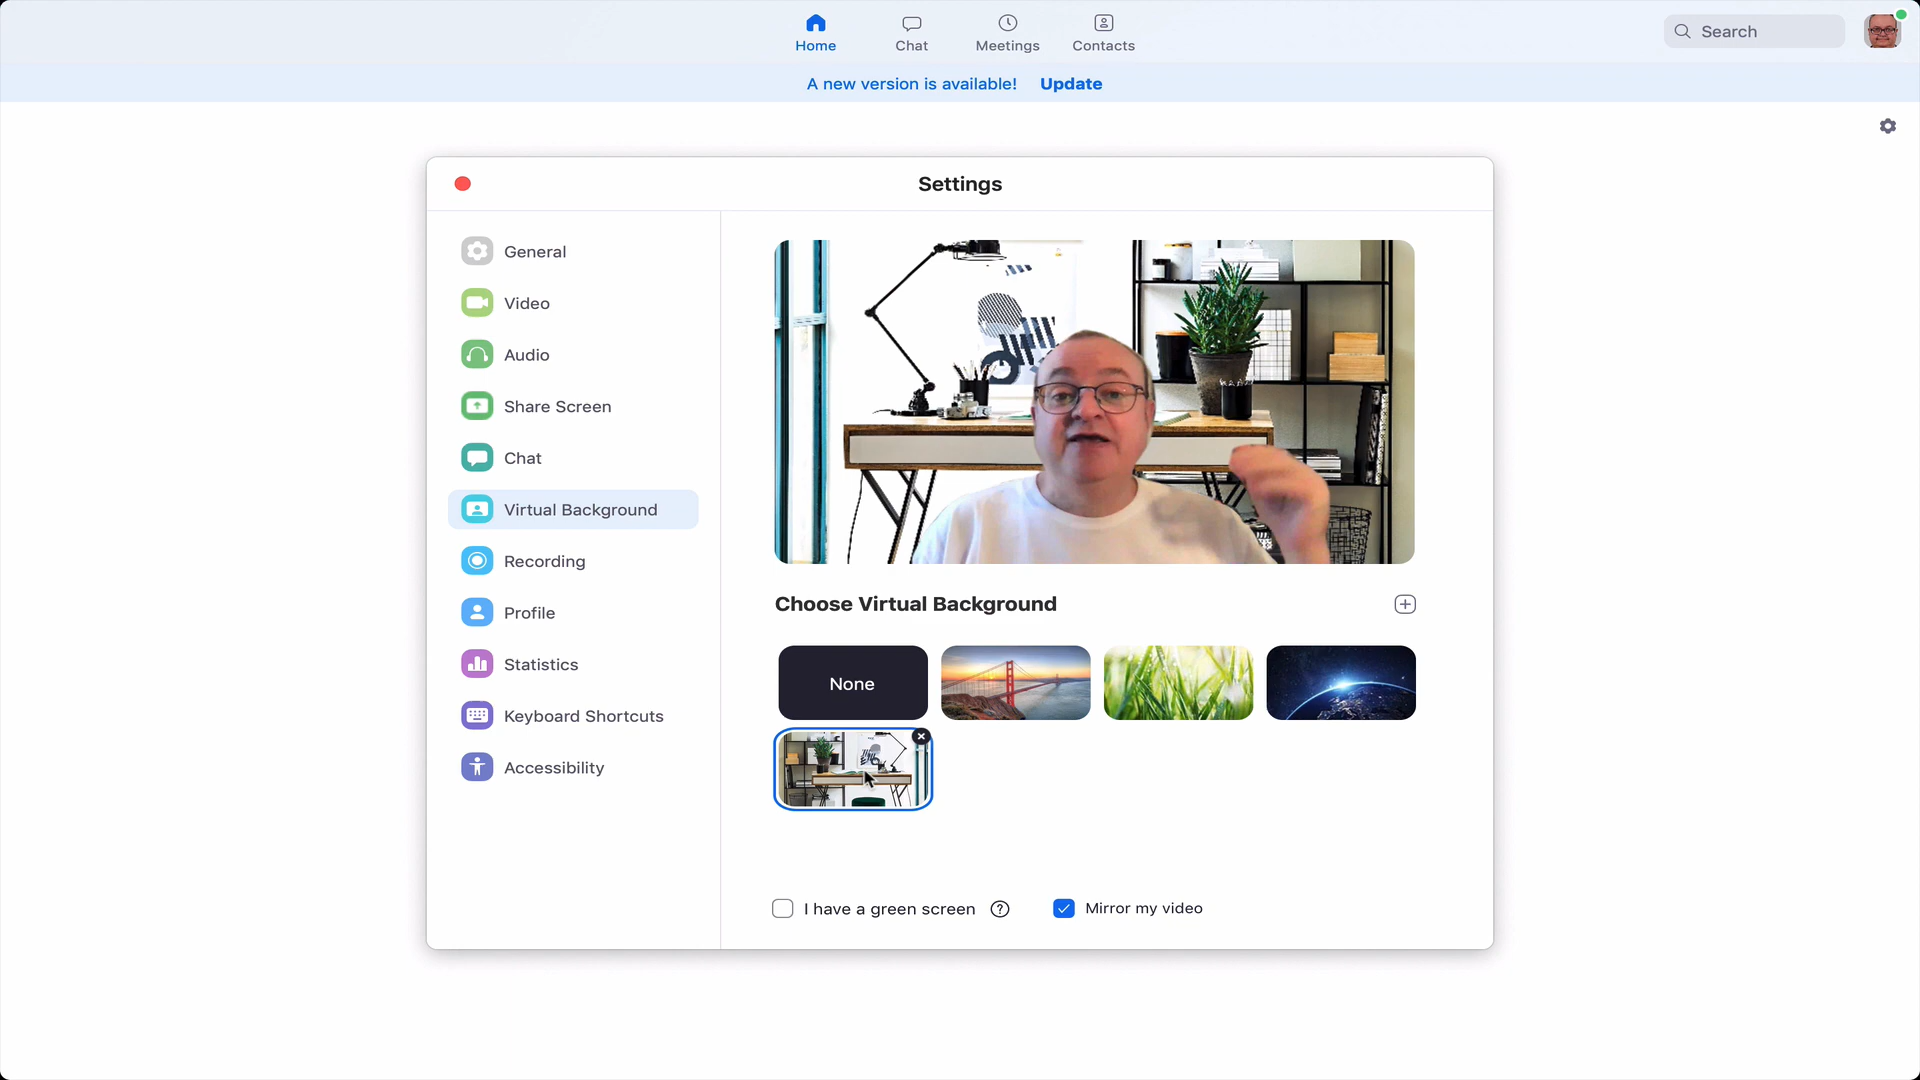 Home
Chat
Meetings
Contacts
Search
A new version is available! Update
Settings
General
Video
Audio
Share Screen
Chat
Virtual Background
Recording
Profile
Statistics
Keyboard Shortcuts
Accessibility
Choose Virtual Background
None
I have a green screen
Mirror my video